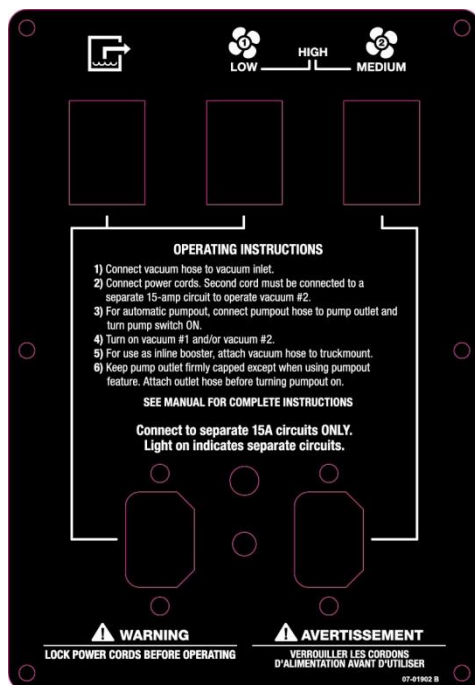 1 2
HIGH
LOW MEDIUM
OPERATING INSTRUCTIONS
1) Connect vacuum hose to vacuum inlet.
2) Connect power cords. Second cord must be connected to a
separate 15-amp circuit to operate vacuum #2.
3) For automatic pumpout, connect pumpout hose to pump outlet and
turn pump switch ON.
4) Turn on vacuum #1 and/or vacuum #2.
5) For use as inline booster, attach vacuum hose to truckmount.
6) Keep pump outlet firmly capped except when using pumpout
feature. Attach outlet hose before turning pumpout on.
SEE MANUAL FOR COMPLETE INSTRUCTIONS
Connect to separate 15A circuits ONLY.
Light on indicates separate circuits.
WARNING
LOCK POWER CORDS BEFORE OPERATING
AVERTISSEMENT
VERROUILLER LES CORDONS
D'ALIMENTATION AVANT D'UTILISER
07-01902 B